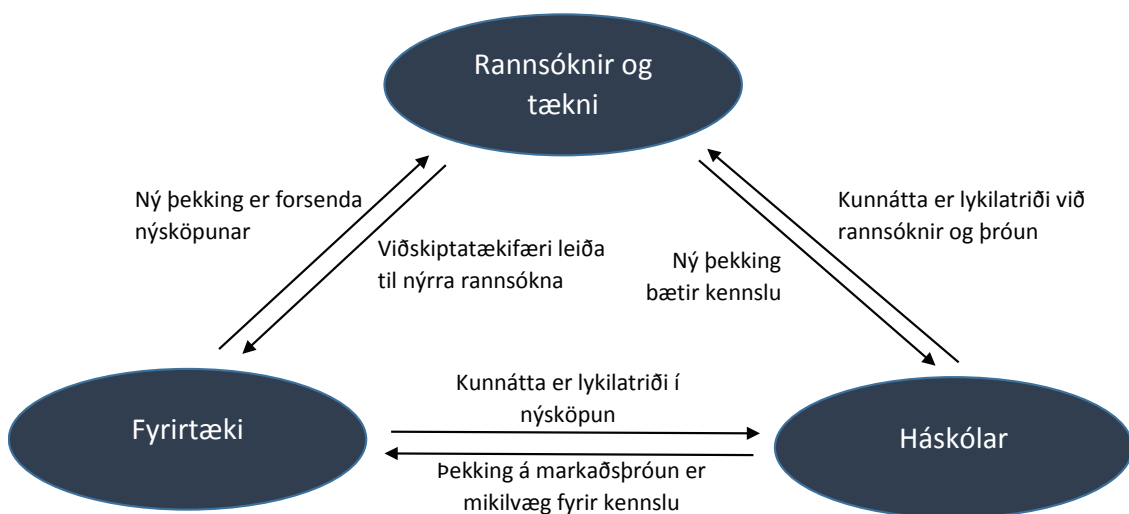 Rannsóknir og
tækni
Ný þekking er forsenda
nýsköpunar
Kunnátta er lykilatriði við
rannsóknir og þróun
Viðskiptatækifæri leiða
til nýrra rannsókna
Ný þekking
bætir kennslu
Fyrirtæki
Kunnátta er lykilatriði í
nýsköpun
Háskólar
Þekking á markaðsþróun er
mikilvæg fyrir kennslu